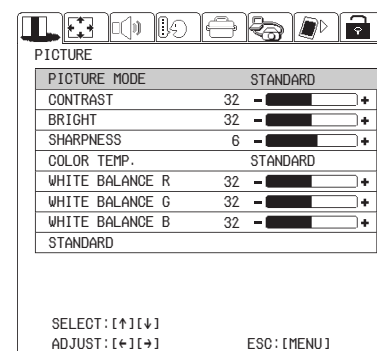 PICTURE
PICTURE MODE STANDARD
CONTRAST 32 - +
BRIGHT 32 - +
SHARPNESS 6 - +
COLOR TEMP. STANDARD
WHITE BALANCE R 32 - +
WHITE BALANCE G 32 - +
WHITE BALANCE B 32 - +
STANDARD
SELECT:[↑][↓]
ADJUST:[←][→] ESC:[MENU]